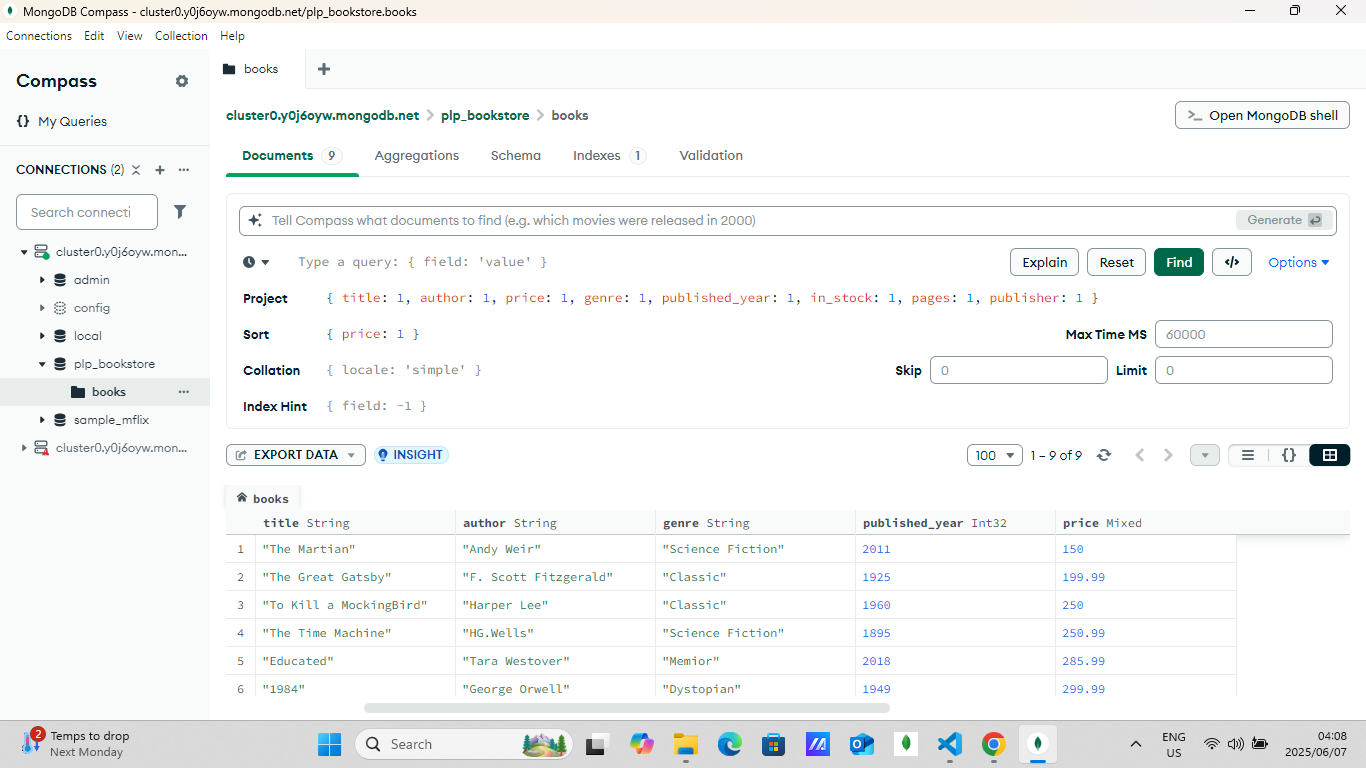 MongoDB Compass - cluster0.y0j6oyw.mongodb.net/plp_bookstore.books
Connections Edit View Collection Help
Compass
{} My Queries
CONNECTIONS (2)
Search connecti
cluster0.y0j6oyw.mon...
admin
config
local
plp_bookstore
books
sample_mflix
cluster0.y0j6oyw.mon...
books
cluster0.y0j6oyw.mongodb.net > plp_bookstore > books
>_ Open MongoDB shell
Documents 9 Aggregations Schema Indexes 1 Validation
Tell Compass what documents to find (e.g. which movies were released in 2000) Generate
Type a query: { field: 'value' } Explain Reset Find </> Options
Project { title: 1, author: 1, price: 1, genre: 1, published_year: 1, in_stock: 1, pages: 1, publisher: 1 }
Sort { price: 1 } Max Time MS 60000
Collation { locale: 'simple' } Skip 0 Limit 0
Index Hint { field: -1 }
EXPORT DATA INSIGHT 100 1 – 9 of 9 {}
books
title String author String genre String published_year Int32 price Mixed
1 "The Martian" "Andy Weir" "Science Fiction" 2011 150
2 "The Great Gatsby" "F. Scott Fitzgerald" "Classic" 1925 199.99
3 "To Kill a MockingBird" "Harper Lee" "Classic" 1960 250
4 "The Time Machine" "HG.Wells" "Science Fiction" 1895 250.99
5 "Educated" "Tara Westover" "Memior" 2018 285.99
6 "1984" "George Orwell" "Dystopian" 1949 299.99
2 Temps to drop
Next Monday
Search
ENG
US
04:08
2025/06/07